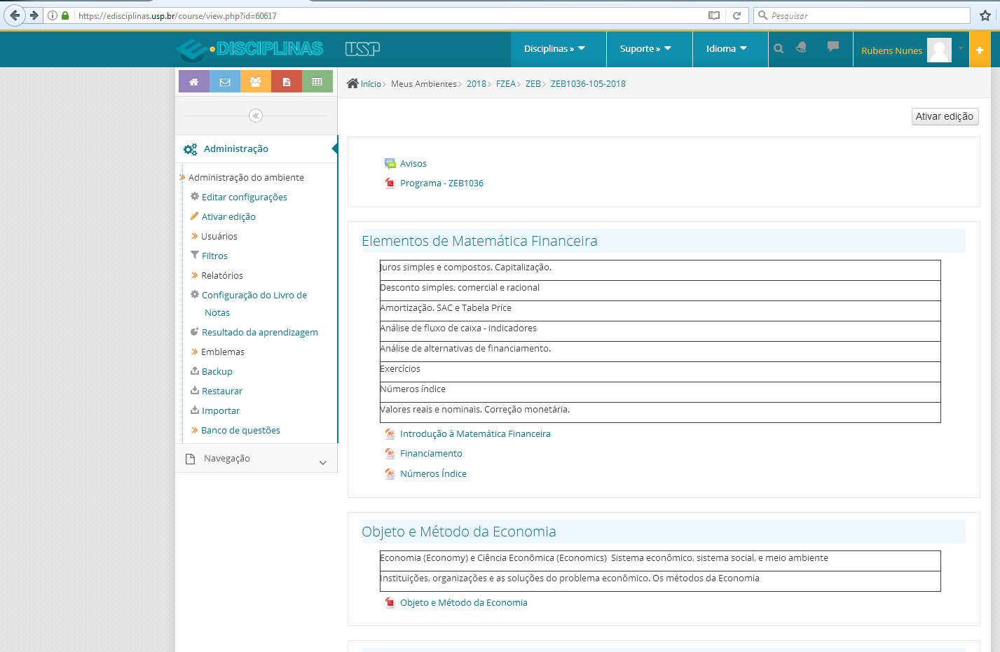 https://edisciplinas.usp.br/course/view.php?id=60617
Pesquisar
e-DISCIPLINAS
USP
Disciplinas »
Suporte »
Idioma
Rubens Nunes
Início
Meus Ambientes
2018
FZEA
ZEB
ZEB1036-105-2018
Ativar edição
Administração
Administração do ambiente
Editar configurações
Ativar edição
Usuários
Filtros
Relatórios
Configuração do Livro de
Notas
Resultado da aprendizagem
Emblemas
Backup
Restaurar
Importar
Banco de questões
Navegação
Avisos
Programa - ZEB1036
Elementos de Matemática Financeira
Juros simples e compostos. Capitalização.
Desconto simples, comercial e racional
Amortização. SAC e Tabela Price
Análise de fluxo de caixa - indicadores
Análise de alternativas de financiamento.
Exercícios
Números índice
Valores reais e nominais. Correção monetária.
Introdução à Matemática Financeira
Financiamento
Números Índice
Objeto e Método da Economia
Economia (Economy) e Ciência Econômica (Economics)  Sistema econômico, sistema social, e meio ambiente
Instituições, organizações e as soluções do problema econômico. Os métodos da Economia
Objeto e Método da Economia